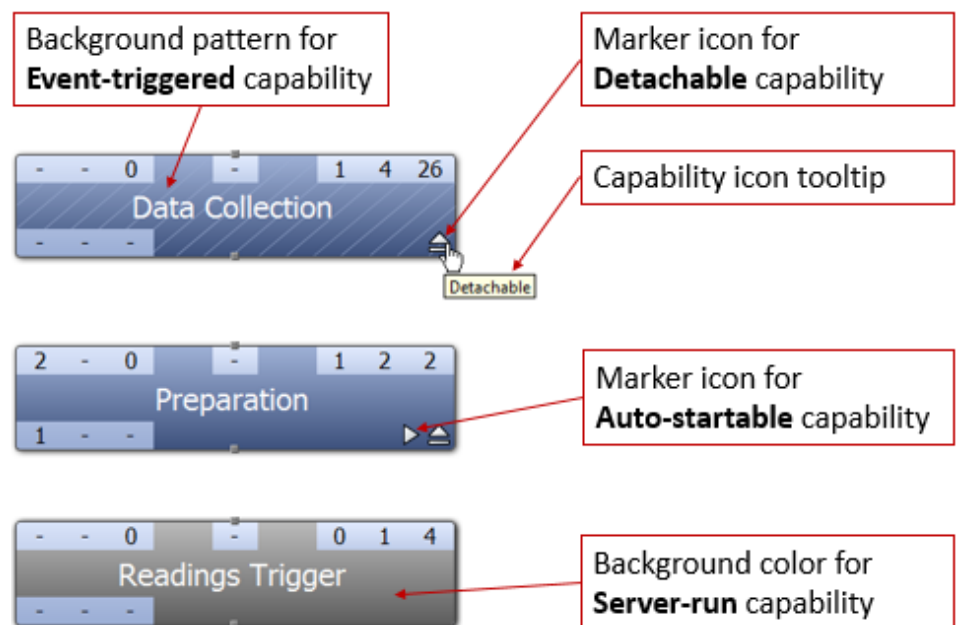 Background pattern for
Event-triggered capability
Marker icon for
Detachable capability
- - 0 - 1 4 26
Data Collection
- - -
Capability icon tooltip
Detachable
2 - 0 - 1 2 2
Preparation
1 - -
Marker icon for
Auto-startable capability
- - 0 - 0 1 4
Readings Trigger
- - -
Background color for
Server-run capability